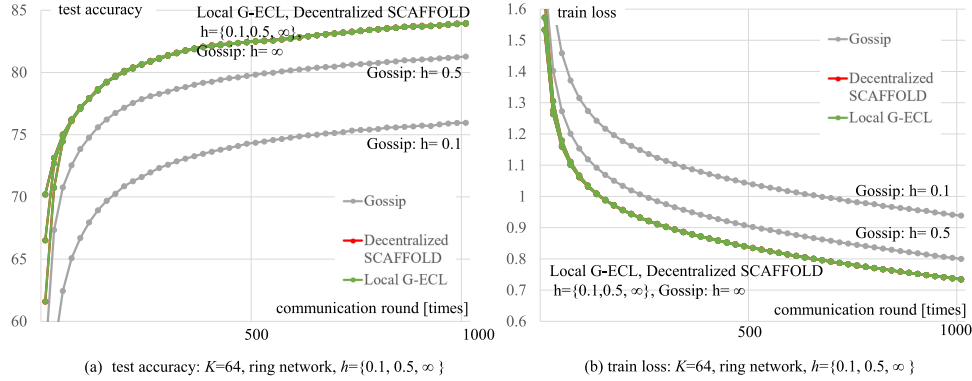 test accuracy
85
80
75
70
65
60
Local G-ECL, Decentralized SCAFFOLD
h={0.1,0.5, ∞},
Gossip: h= ∞
Gossip: h= 0.5
Gossip: h= 0.1
Gossip
Decentralized
SCAFFOLD
Local G-ECL
communication round [times]
500
1000
(a) test accuracy: K=64, ring network, h={0.1, 0.5, ∞ }
train loss
1.6
1.5
1.4
1.3
1.2
1.1
1
0.9
0.8
0.7
0.6
Gossip
Decentralized
SCAFFOLD
Local G-ECL
Gossip: h= 0.1
Gossip: h= 0.5
Local G-ECL, Decentralized SCAFFOLD
h={0.1,0.5, ∞}, Gossip: h= ∞
communication round [times]
500
1000
(b) train loss: K=64, ring network, h={0.1, 0.5, ∞ }